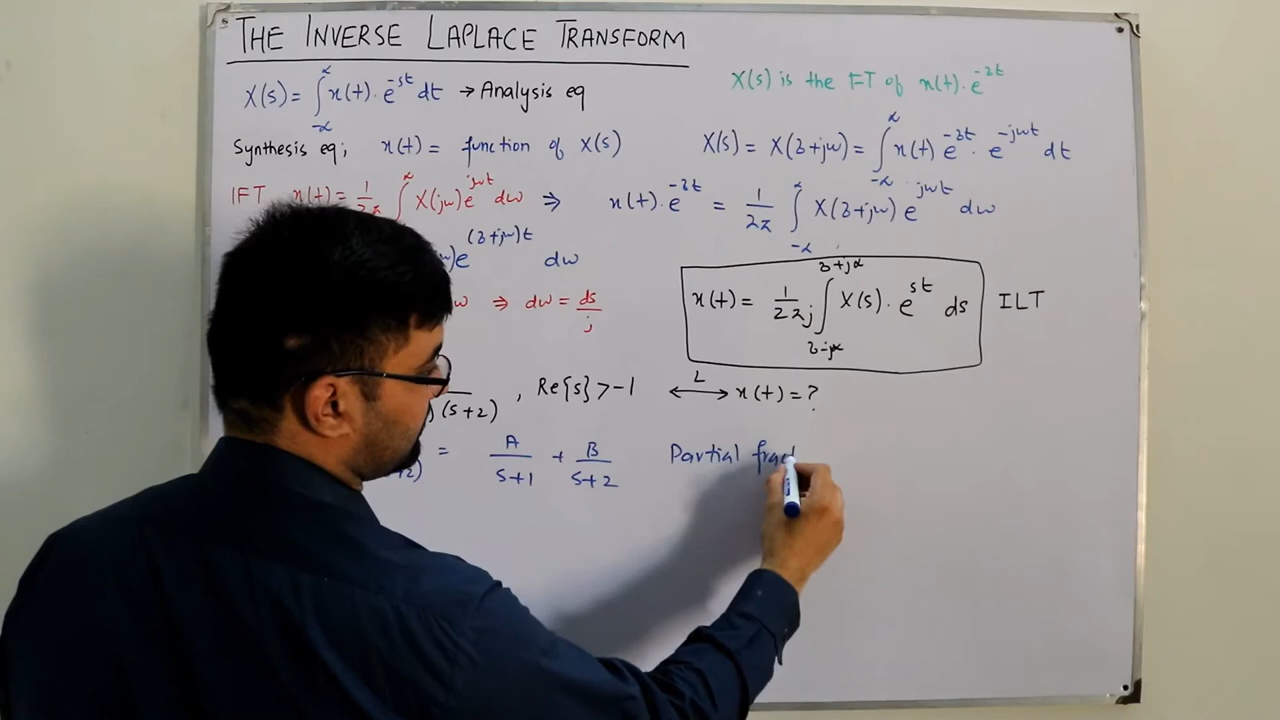 THE INVERSE LAPLACE TRANSFORM
X(s) = ∫_{-∞}^{∞} x(t)·e^{-st} dt → Analysis eq
X(s) is the FT of x(t)·e^{-σt}
Synthesis eq; x(t) = function of X(s)
X(s) = X(σ+jω) = ∫_{-∞}^{∞} x(t) e^{-σt}·e^{-jωt} dt
IFT x(t) = 1/2π ∫^{∞} X(jω) e^{jωt} dω ⇒ x(t)·e^{-σt} = 1/2π ∫_{-∞}^{∞} X(σ+jω) e^{jωt} dω
)e^{(σ+jω)t} dω
ω ⇒ dω = ds/j
x(t) = 1/2πj ∫_{σ-j∞}^{σ+j∞} X(s)·e^{st} ds ILT
)(s+2) , Re{s} > -1 ⟷^{L} x(t) = ?
2) = A/s+1 + B/s+2 Partial frac